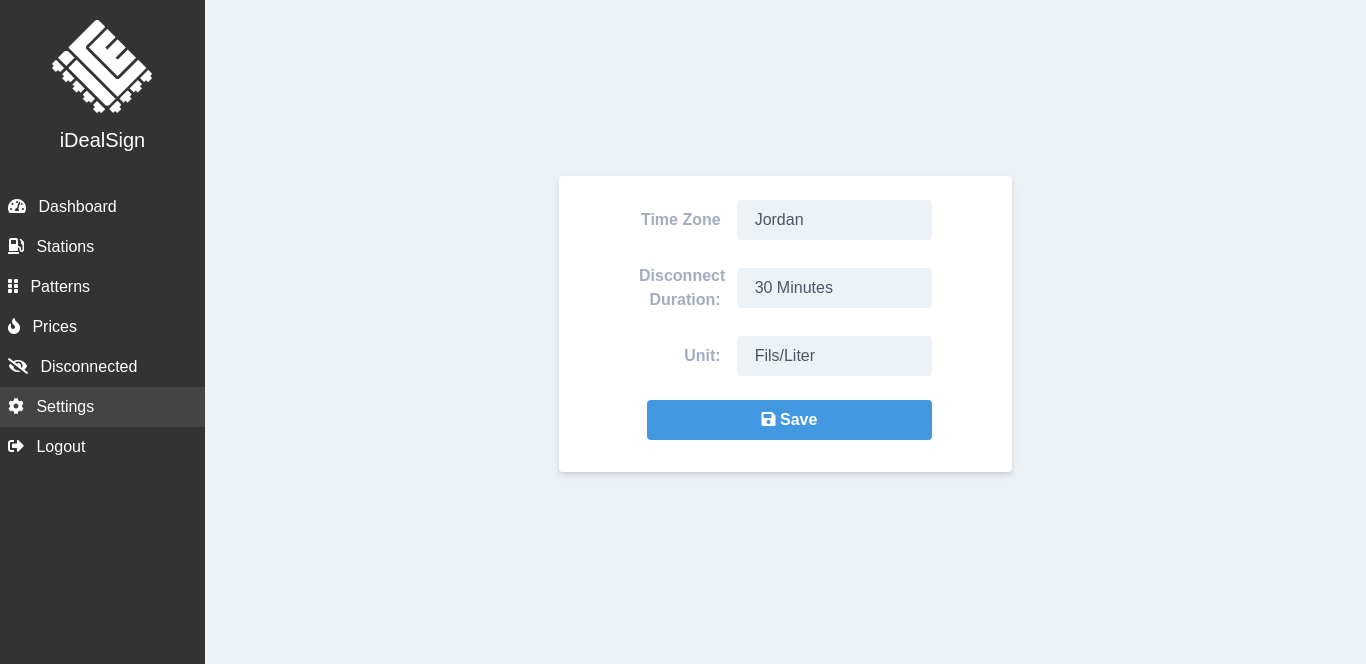 iDealSign
Dashboard
Stations
Patterns
Prices
Disconnected
Settings
Logout
Time Zone
Jordan
Disconnect
Duration:
30 Minutes
Unit:
Fils/Liter
Save